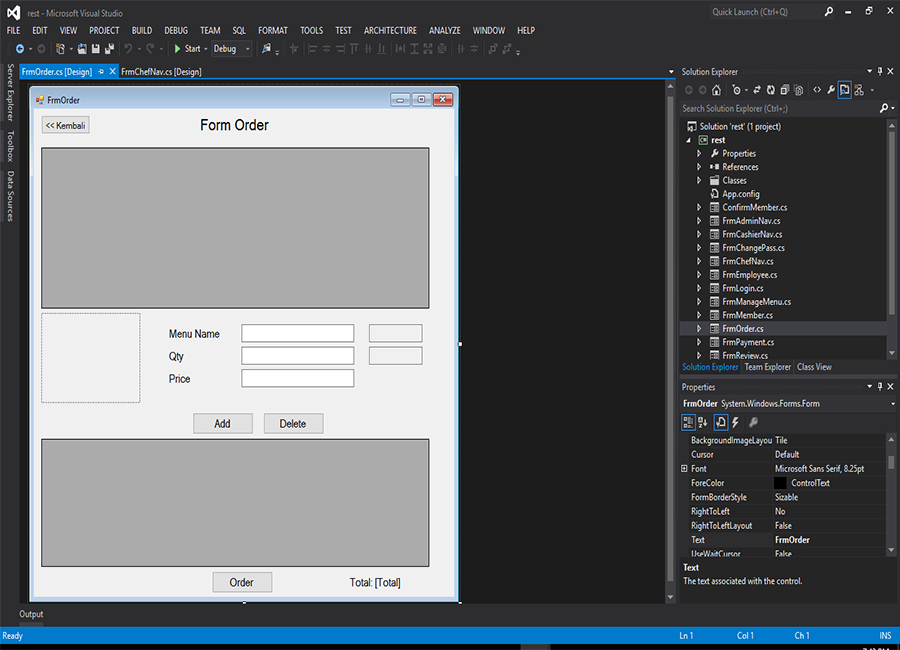 rest - Microsoft Visual Studio
Quick Launch (Ctrl+Q)
FILE EDIT VIEW PROJECT BUILD DEBUG TEAM SQL FORMAT TOOLS TEST ARCHITECTURE ANALYZE WINDOW HELP
Start Debug
Server Explorer
Toolbox
Data Sources
FrmOrder.cs [Design] FrmChefNav.cs [Design]
FrmOrder
<< Kembali
Form Order
Menu Name
Qty
Price
Add Delete
Order Total: [Total]
Solution Explorer
Search Solution Explorer (Ctrl+;)
Solution 'rest' (1 project)
C#
rest
Properties
References
Classes
App.config
ConfirmMember.cs
FrmAdminNav.cs
FrmCashierNav.cs
FrmChangePass.cs
FrmChefNav.cs
FrmEmployee.cs
FrmLogin.cs
FrmManageMenu.cs
FrmMember.cs
FrmOrder.cs
FrmPayment.cs
FrmReview.cs
Solution Explorer Team Explorer Class View
Properties
FrmOrder System.Windows.Forms.Form
BackgroundImageLayou Tile
Cursor Default
Font Microsoft Sans Serif, 8.25pt
ForeColor ControlText
FormBorderStyle Sizable
RightToLeft No
RightToLeftLayout False
Text FrmOrder
UseWaitCursor False
Text
The text associated with the control.
Output
Ready Ln 1 Col 1 Ch 1 INS